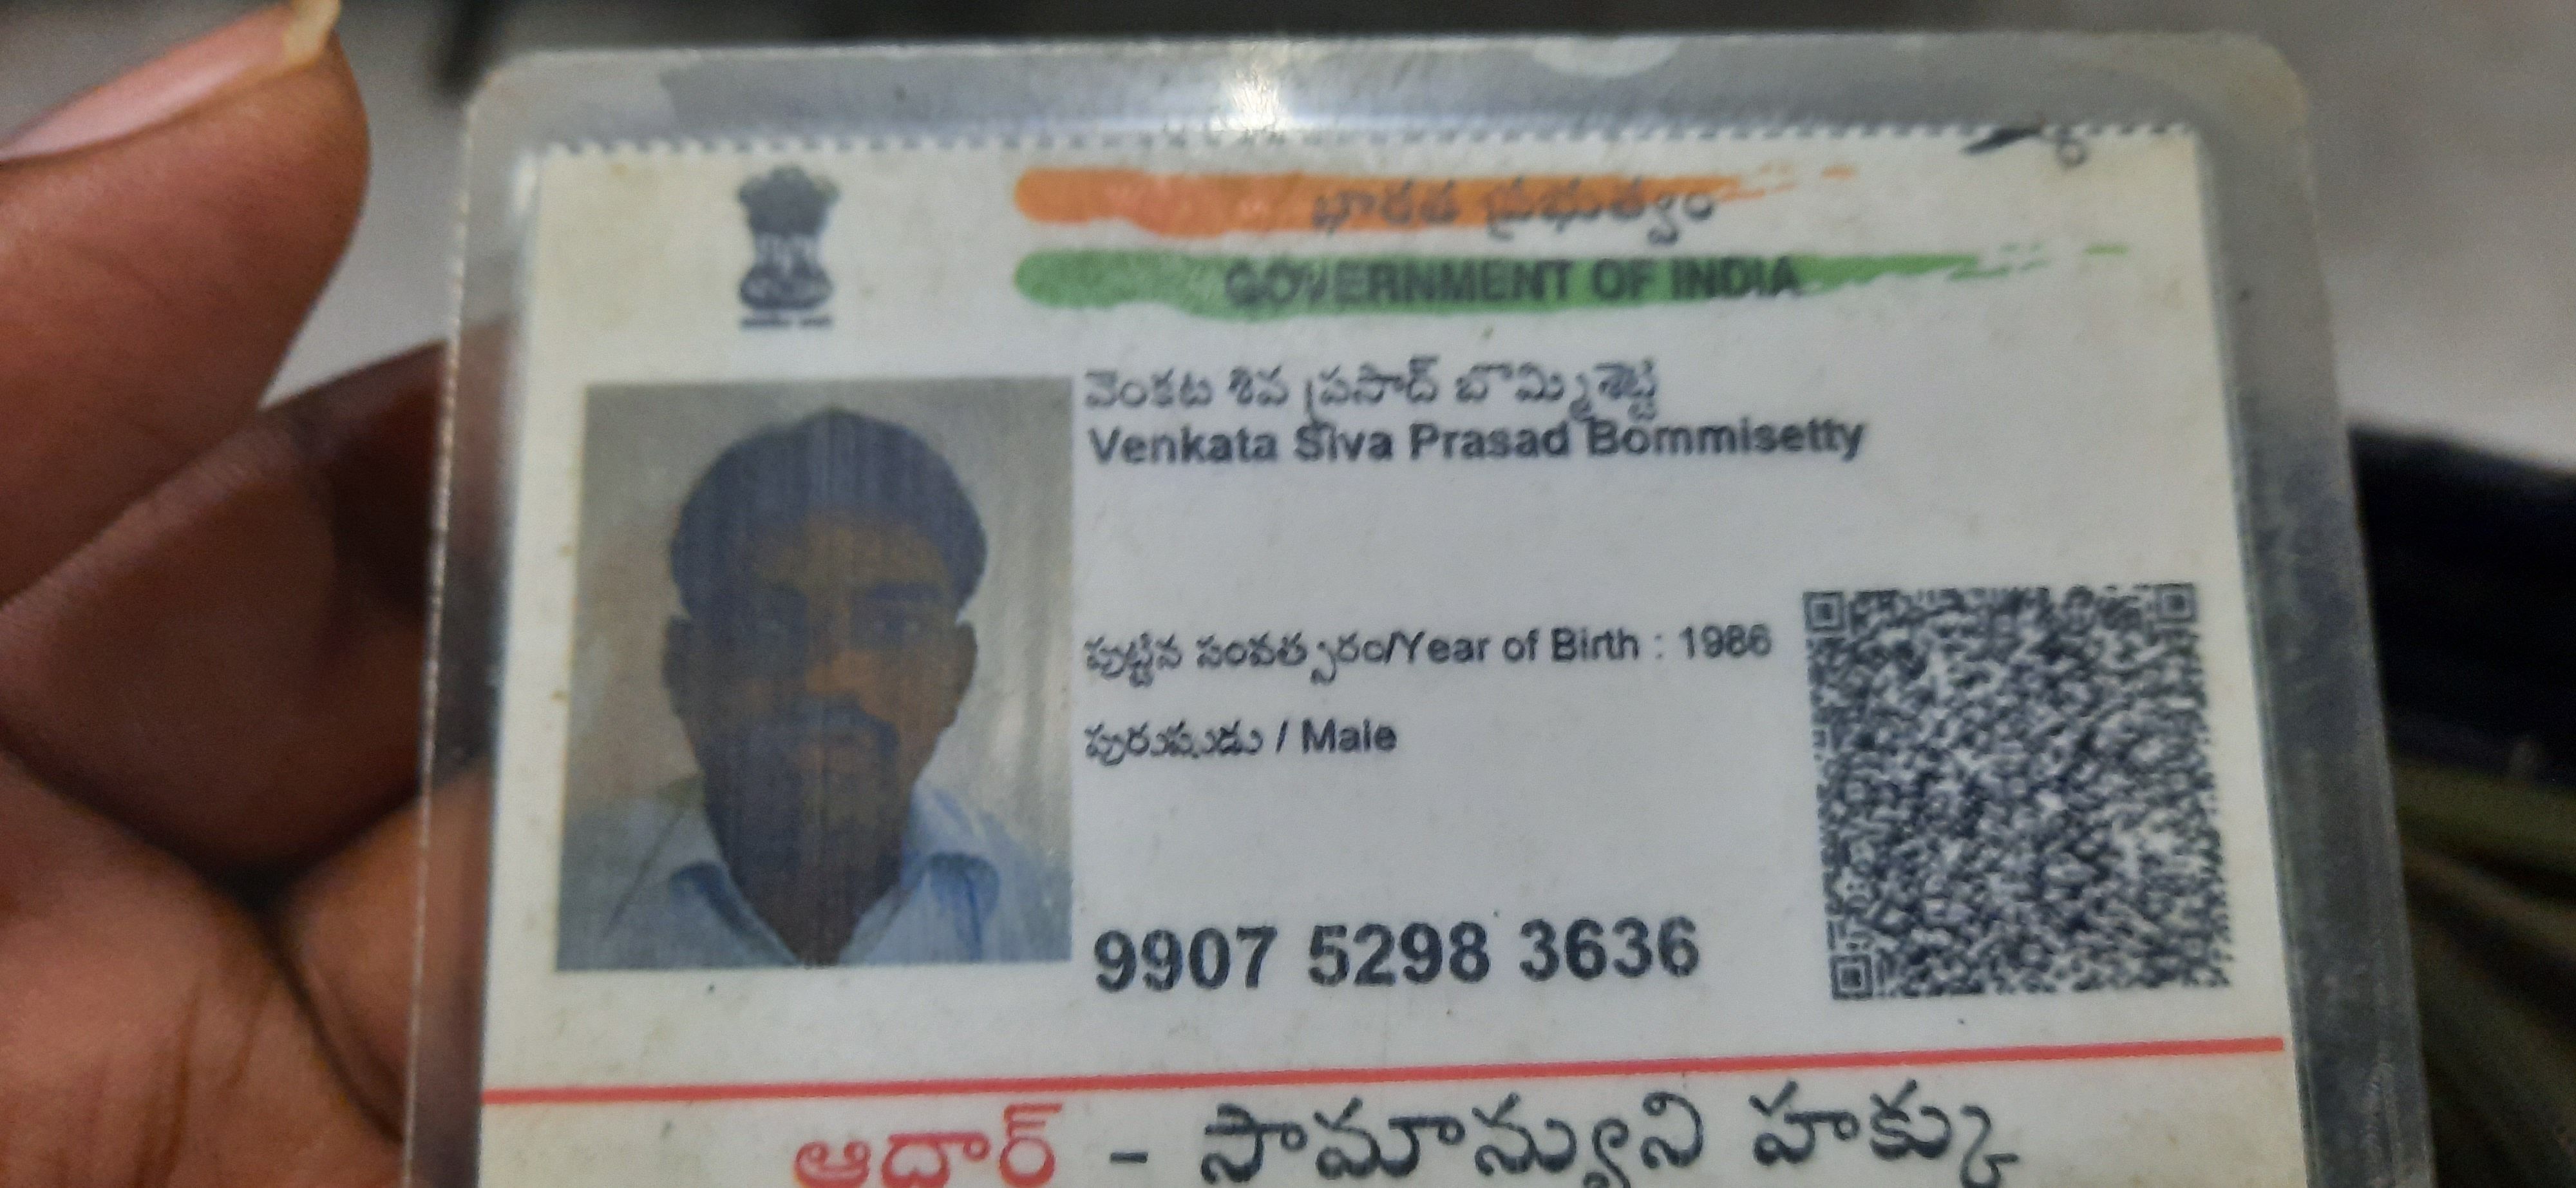 భారత ప్రభుత్వం
GOVERNMENT OF INDIA
వెంకట శివ ప్రసాద్ బొమ్మిశెట్టి
Venkata Siva Prasad Bommisetty
పుట్టిన సంవత్సరం/Year of Birth : 1986
పురుషుడు / Male
9907 5298 3636
ఆధార్ - సామాన్యుని హక్కు